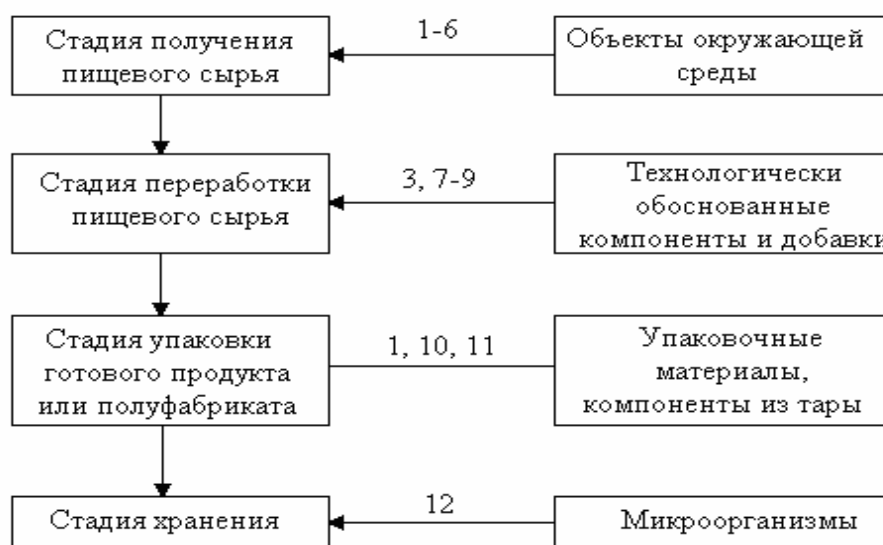 Стадия получения
пищевого сырья
1-6
Объекты окружающей
среды
Стадия переработки
пищевого сырья
3, 7-9
Технологически
обоснованные
компоненты и добавки
Стадия упаковки
готового продукта
или полуфабриката
1, 10, 11
Упаковочные
материалы,
компоненты из тары
Стадия хранения
12
Микроорганизмы